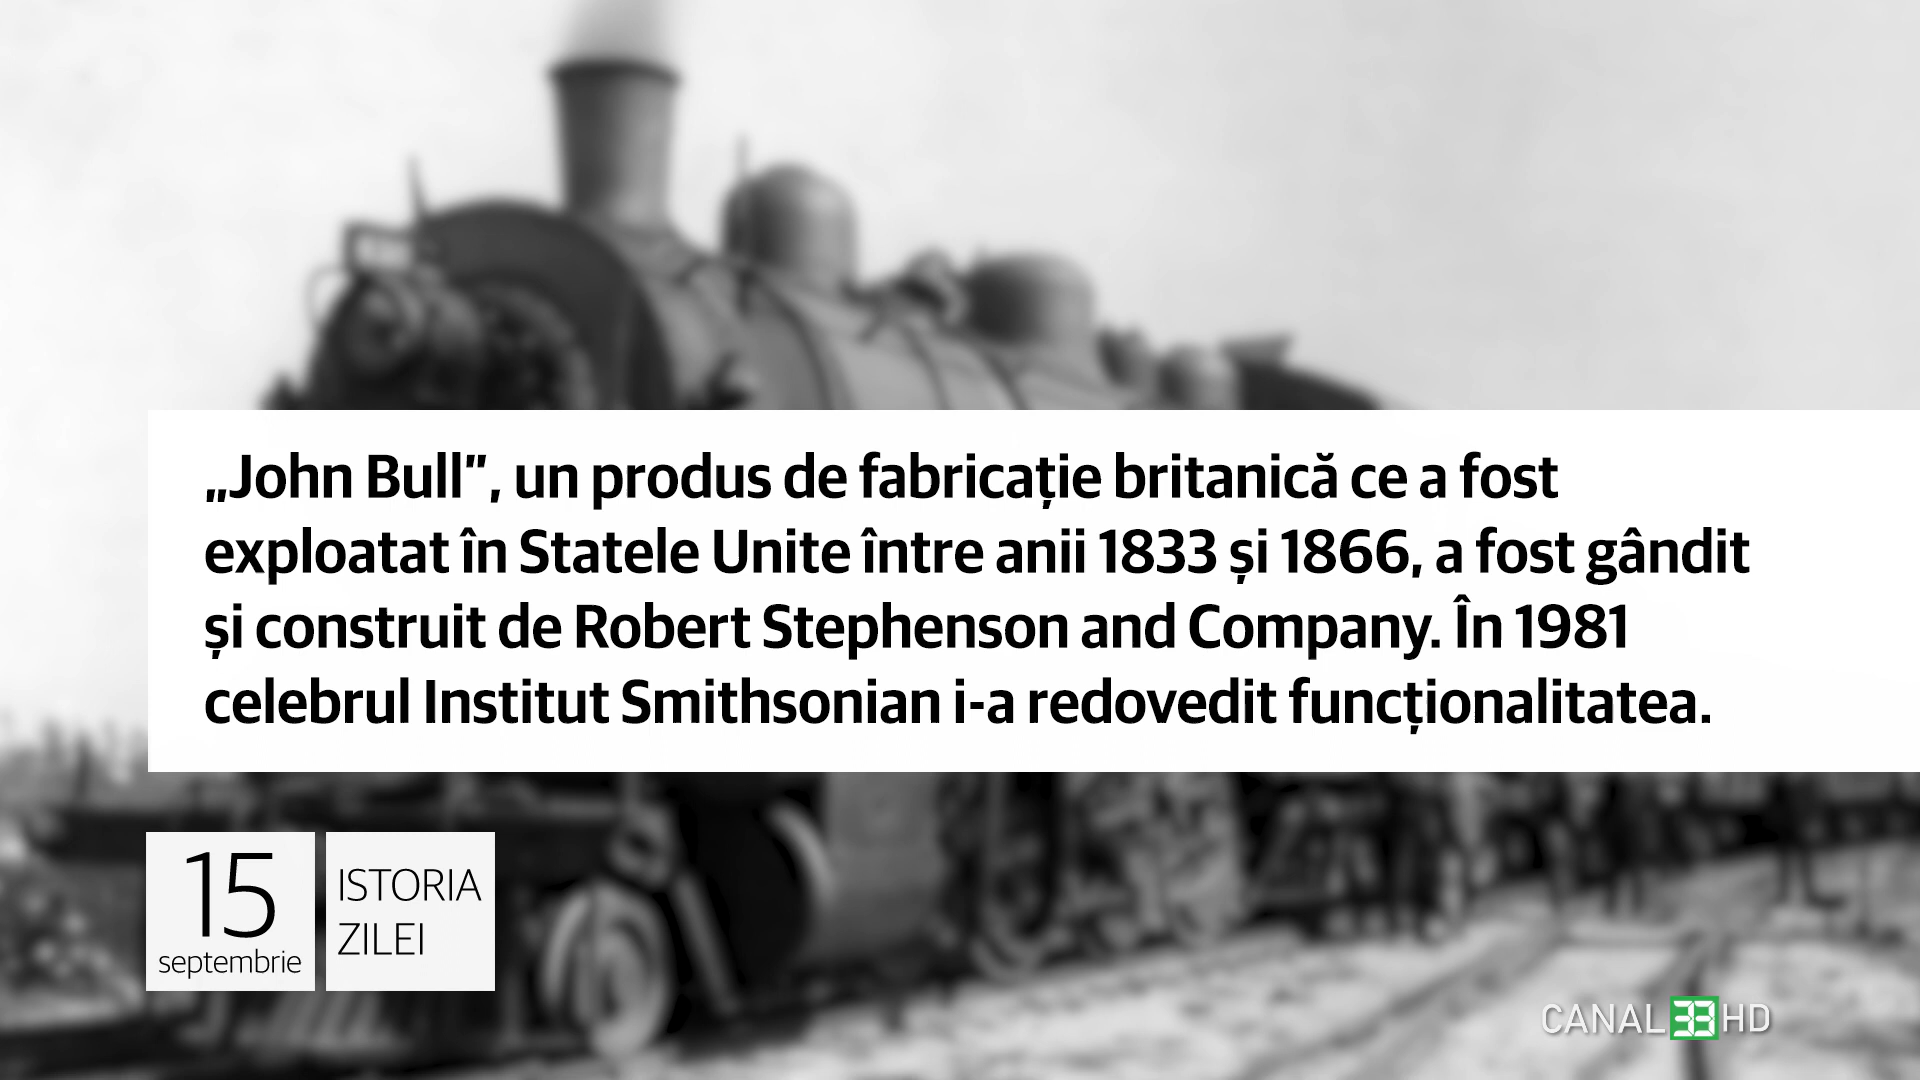 „John Bull”, un produs de fabricație britanică ce a fost
exploatat în Statele Unite între anii 1833 și 1866, a fost gândit
și construit de Robert Stephenson and Company. În 1981
celebrul Institut Smithsonian i-a redovedit funcționalitatea.
15
septembrie
ISTORIA
ZILEI
CANAL 33 HD